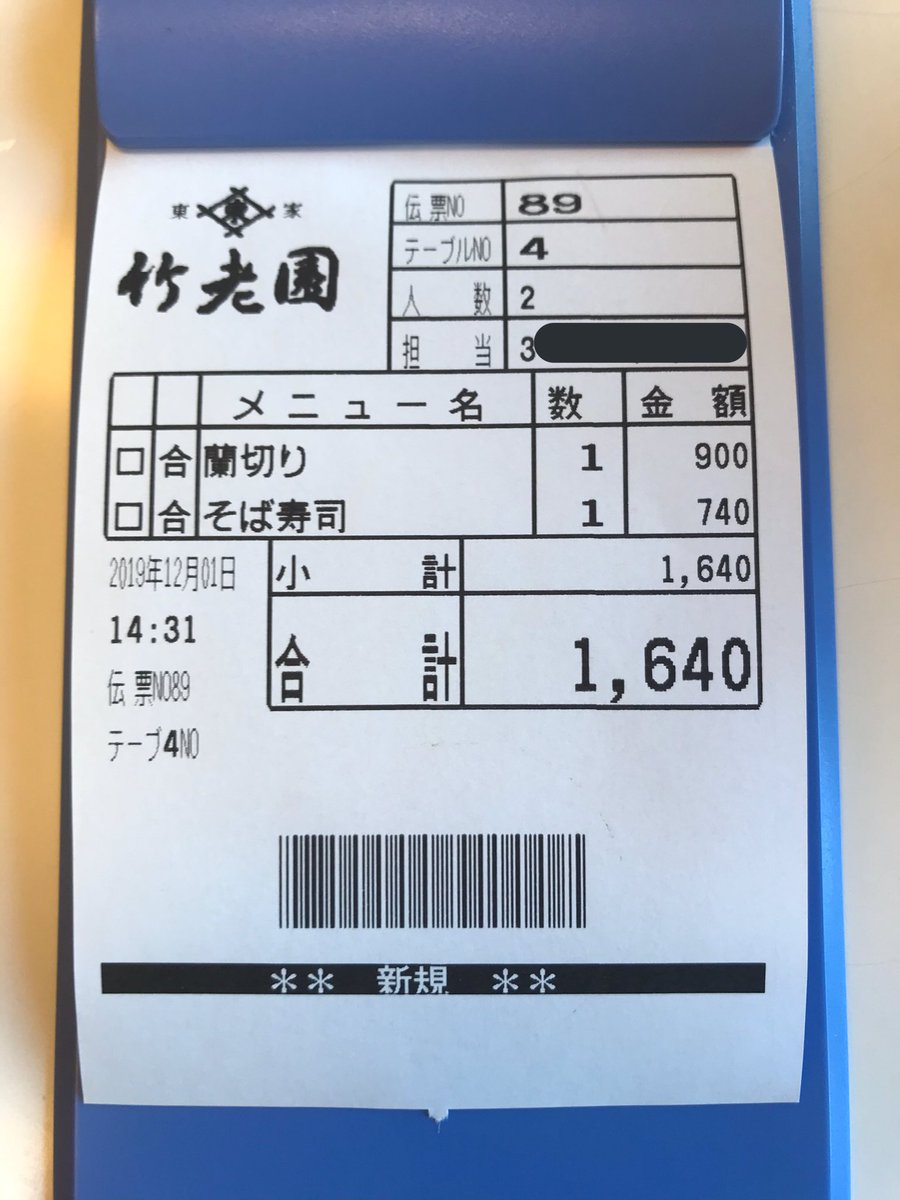 東 東 家
竹老園
伝票NO 89
テーブルNO 4
人数 2
担当 3
メニュー名 数 金額
□ 合 蘭切り 1 900
□ 合 そば寿司 1 740
小計 1,640
合計 1,640
2019年12月01日
14:31
伝票NO89
テーブ4NO
** 新規 **